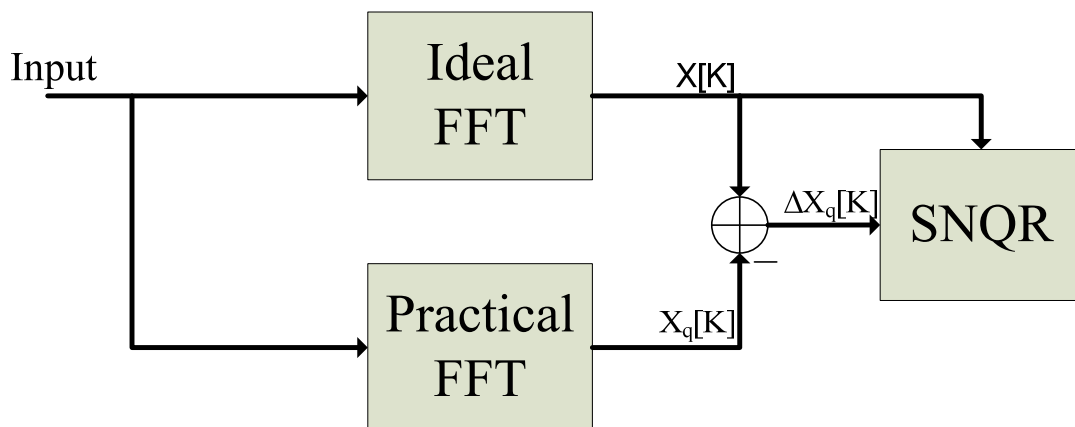 Input
Ideal
FFT
X[K]
ΔXq[K]
SNQR
–
Practical
FFT
Xq[K]